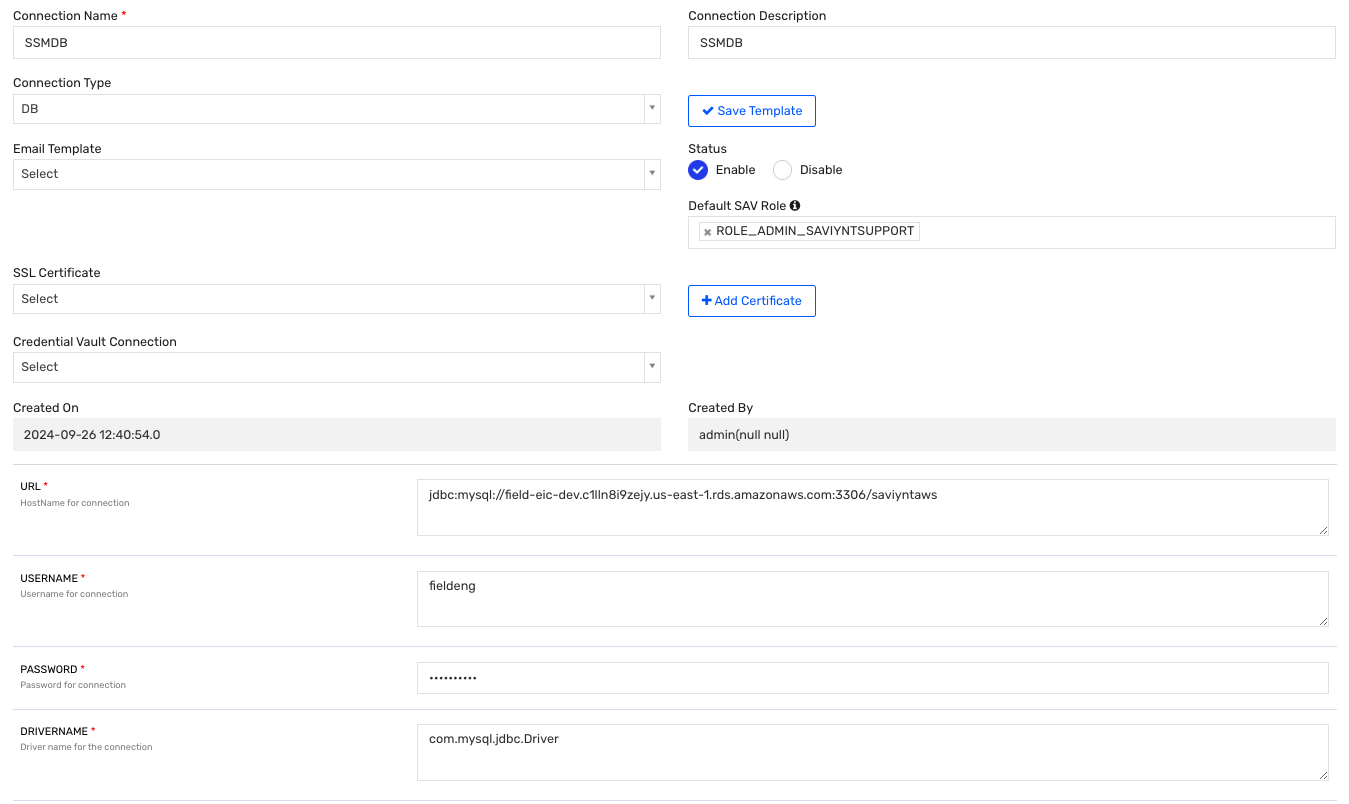 Connection Name *
Connection Description
SSMDB
SSMDB
Connection Type
DB
Save Template
Email Template
Status
Select
Enable
Disable
Default SAV Role
ROLE_ADMIN_SAVIYNTSUPPORT
SSL Certificate
Select
Add Certificate
Credential Vault Connection
Select
Created On
Created By
2024-09-26 12:40:54.0
admin(null null)
URL *
HostName for connection
jdbc:mysql://field-eic-dev.c1lln8i9zejy.us-east-1.rds.amazonaws.com:3306/saviyntaws
USERNAME *
Username for connection
fieldeng
PASSWORD *
Password for connection
••••••••••
DRIVERNAME *
Driver name for the connection
com.mysql.jdbc.Driver